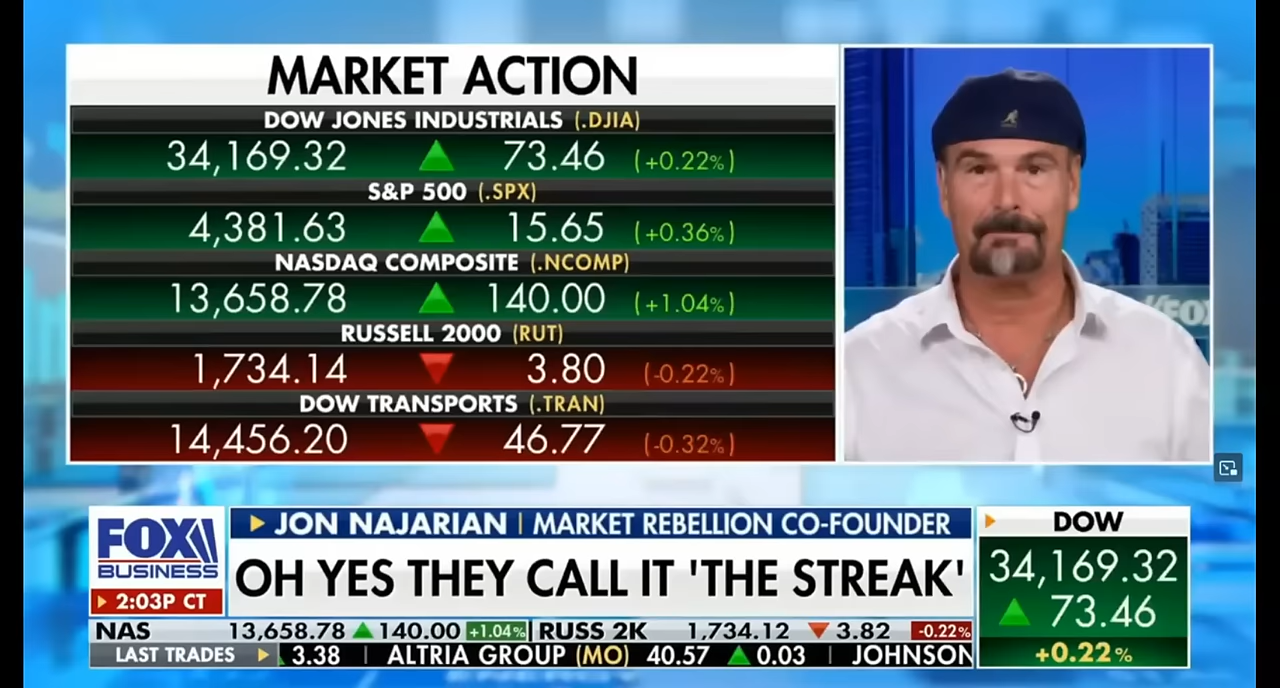 MARKET ACTION
DOW JONES INDUSTRIALS (.DJIA)
34,169.32 ▲ 73.46 (+0.22%)
S&P 500 (.SPX)
4,381.63 ▲ 15.65 (+0.36%)
NASDAQ COMPOSITE (.NCOMP)
13,658.78 ▲ 140.00 (+1.04%)
RUSSELL 2000 (RUT)
1,734.14 ▼ 3.80 (-0.22%)
DOW TRANSPORTS (.TRAN)
14,456.20 ▼ 46.77 (-0.32%)
FOX
FOX
BUSINESS
2:03P CT
JON NAJARIAN | MARKET REBELLION CO-FOUNDER
OH YES THEY CALL IT 'THE STREAK'
DOW
34,169.32
▲ 73.46
+0.22%
NAS 13,658.78 ▲ 140.00 +1.04% RUSS 2K 1,734.12 ▼ 3.82 -0.22%
LAST TRADES 3.38 | ALTRIA GROUP (MO) 40.57 ▲ 0.03 | JOHNSON